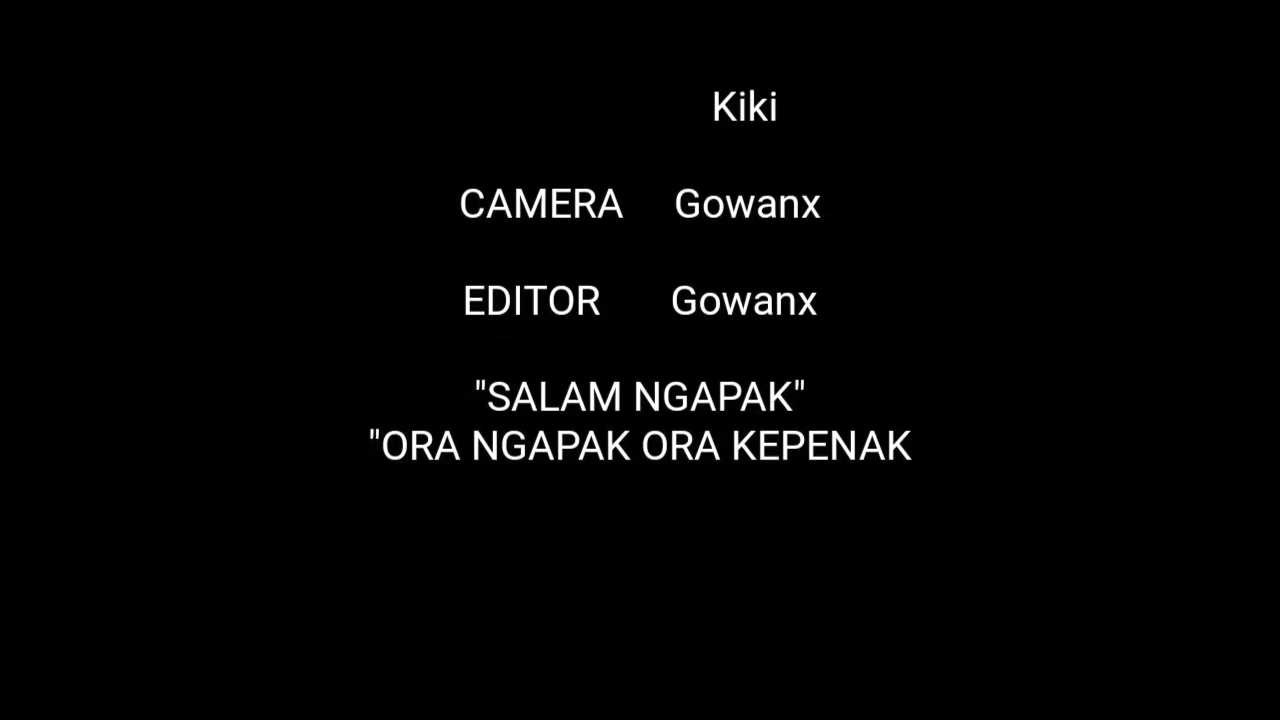 Kiki
CAMERA Gowanx
EDITOR Gowanx
"SALAM NGAPAK"
"ORA NGAPAK ORA KEPENAK